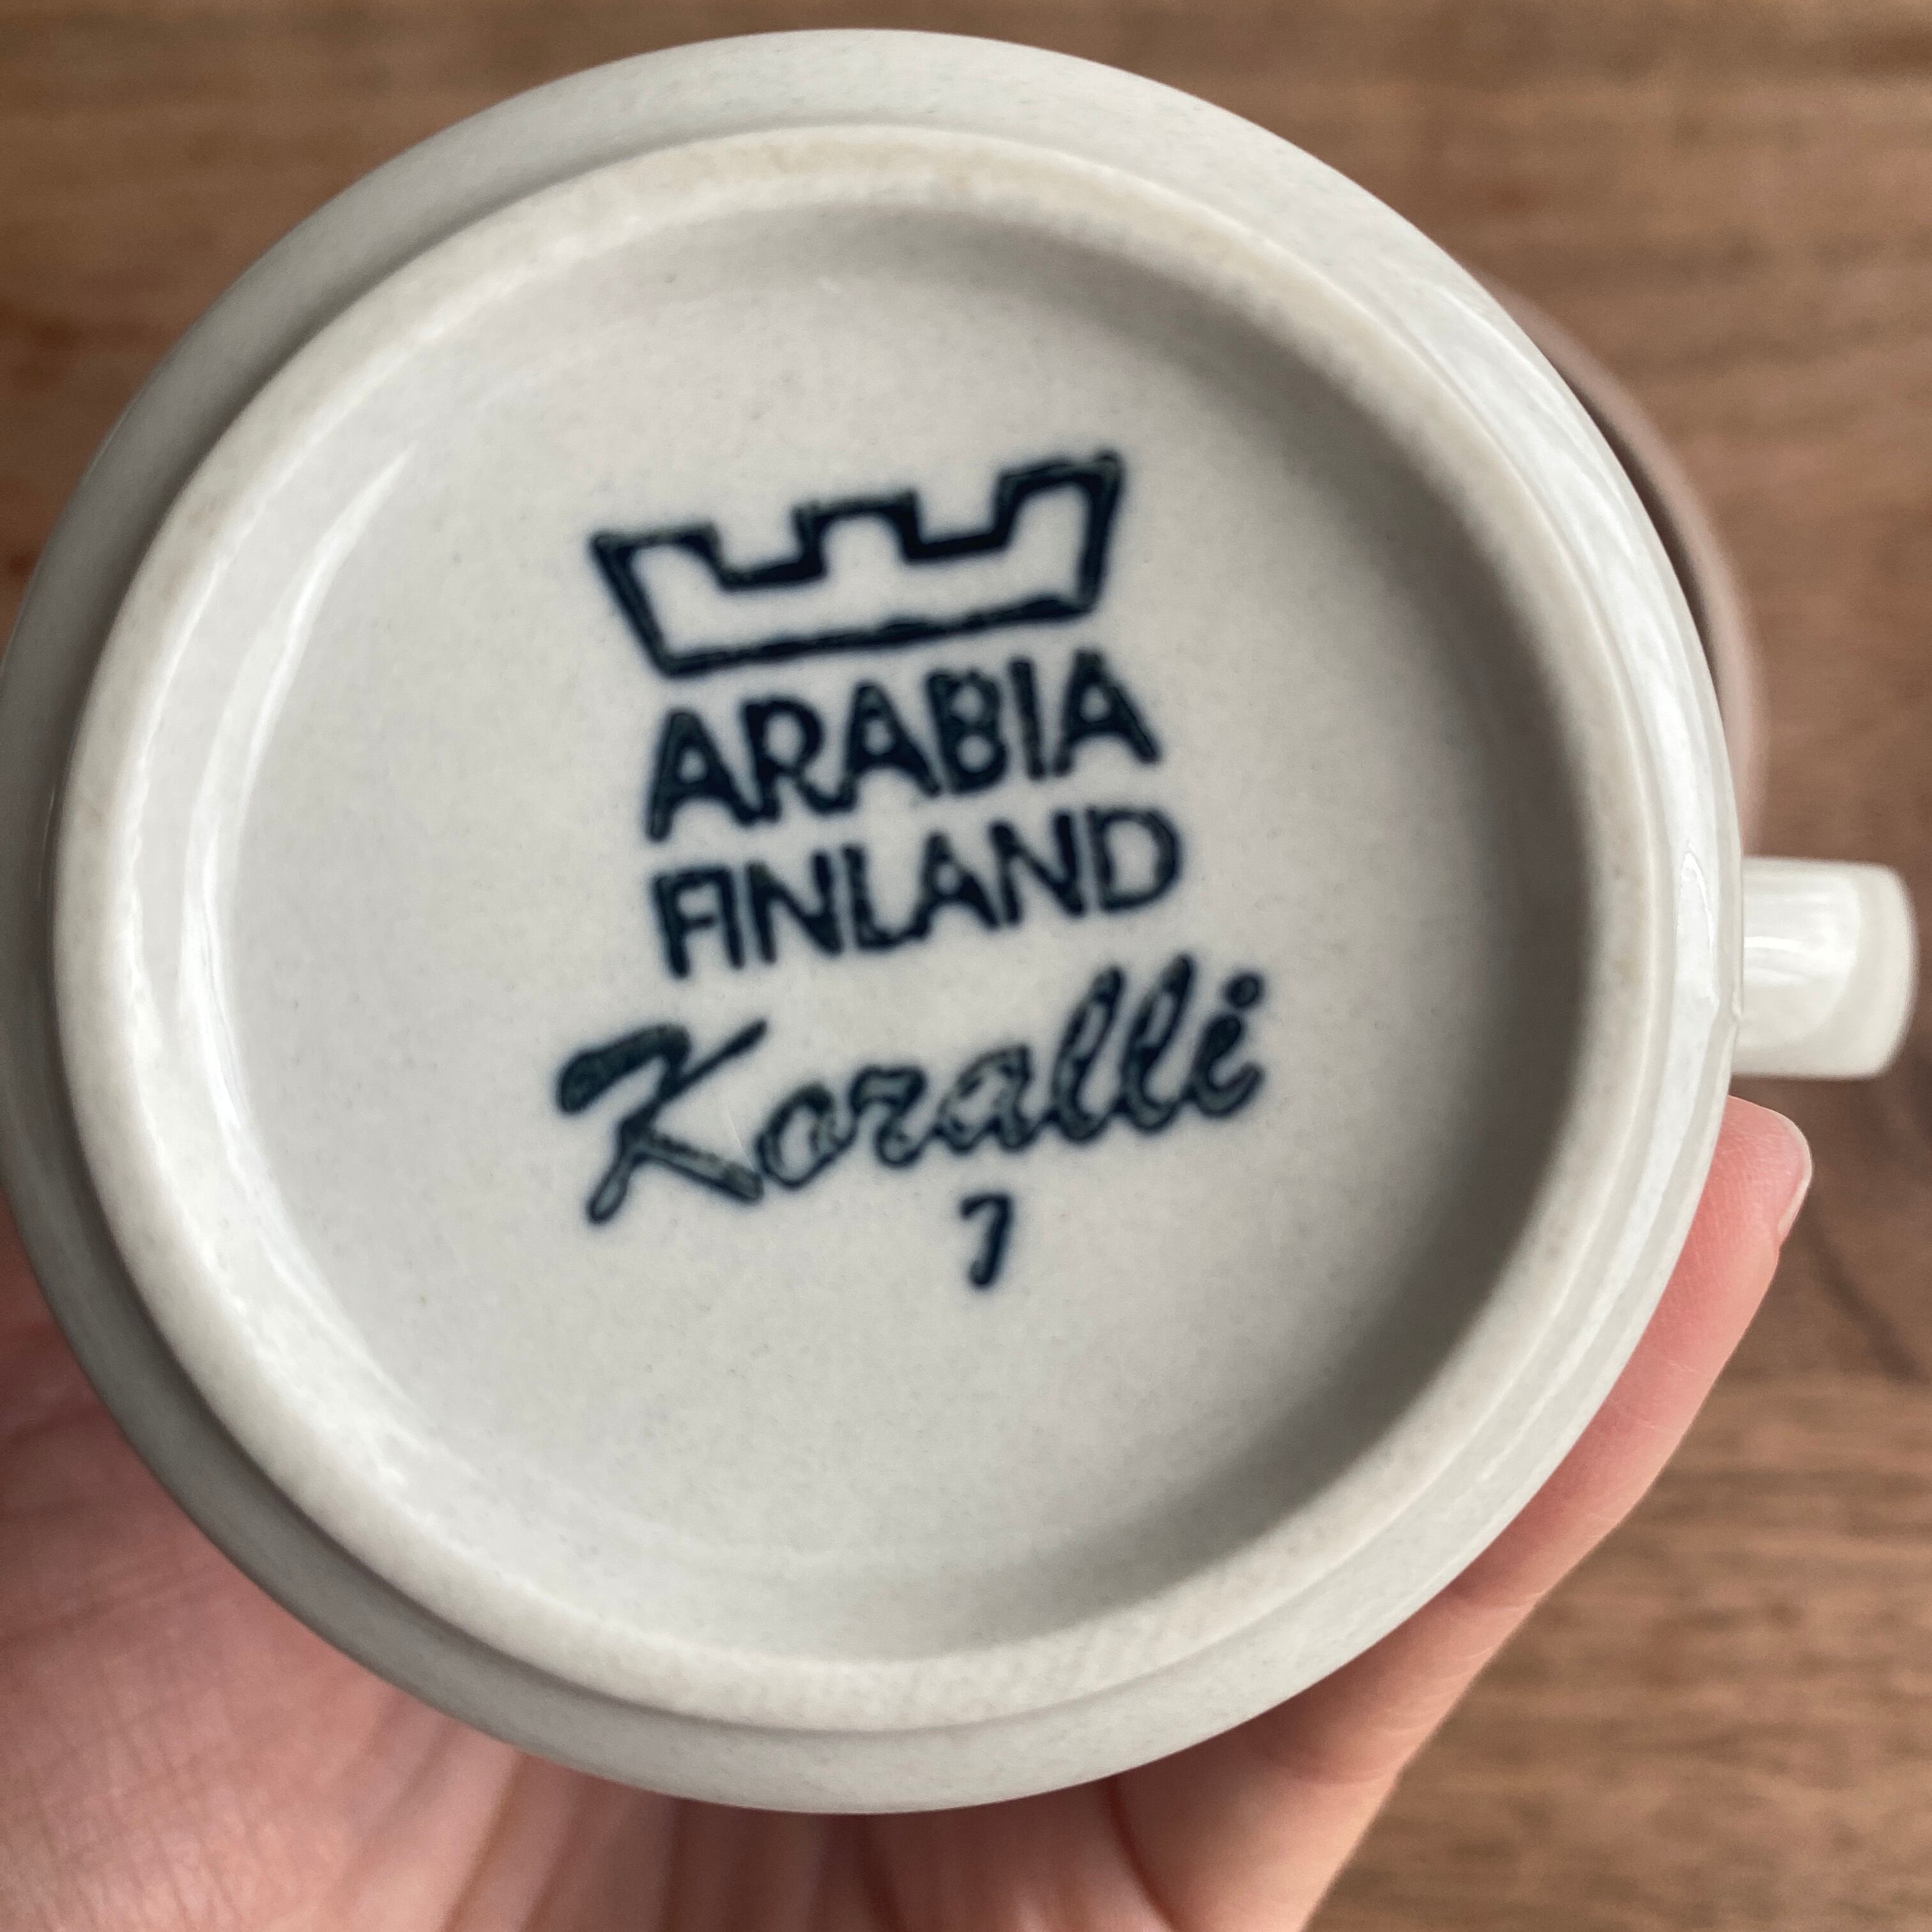 ARABIA
FINLAND
Koralli
7